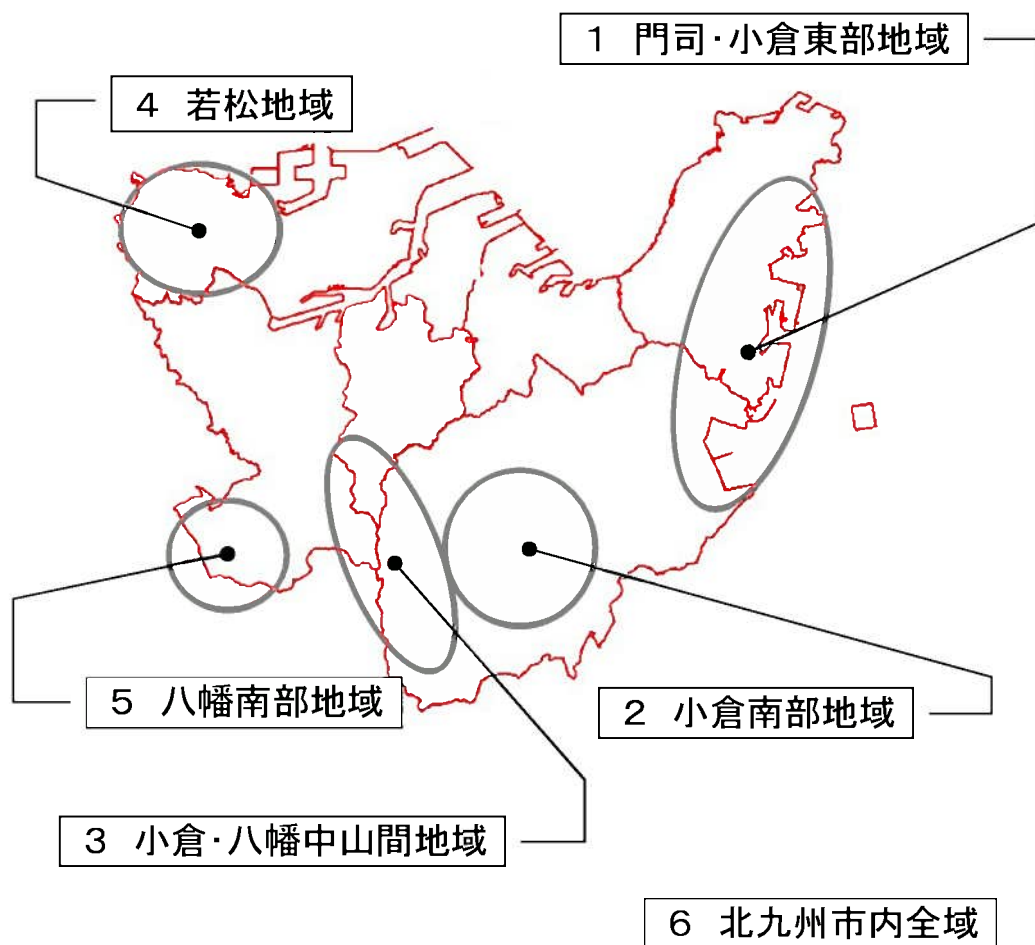 1 門司・小倉東部地域
4 若松地域
5 八幡南部地域
2 小倉南部地域
3 小倉・八幡中山間地域
6 北九州市内全域